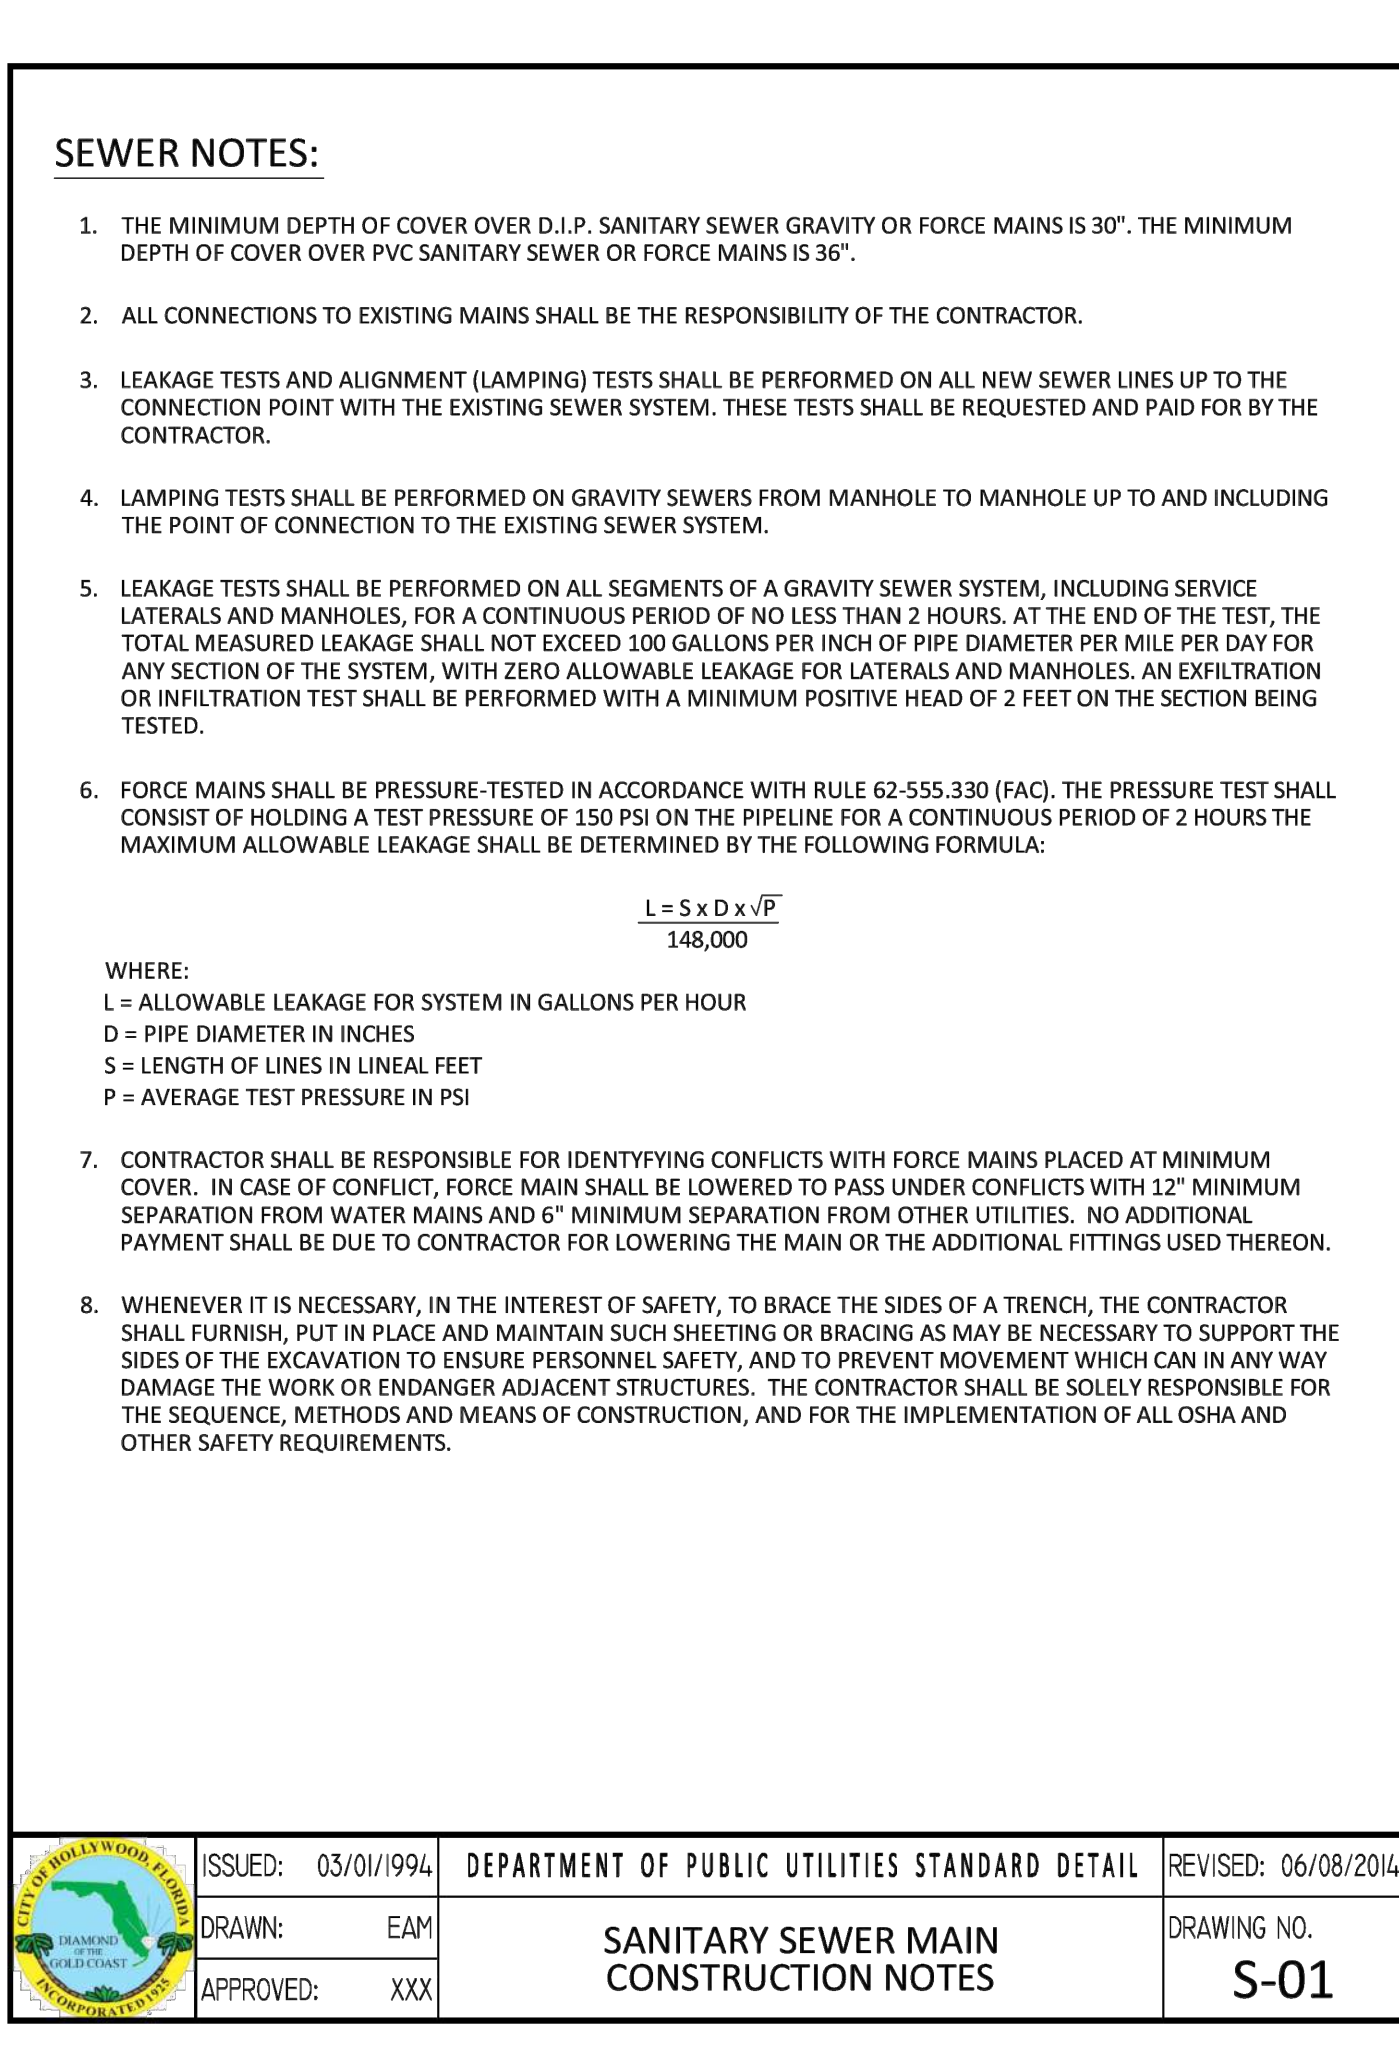 SEWER NOTES:
1. THE MINIMUM DEPTH OF COVER OVER D.I.P. SANITARY SEWER GRAVITY OR FORCE MAINS IS 30". THE MINIMUM
DEPTH OF COVER OVER PVC SANITARY SEWER OR FORCE MAINS IS 36".
2. ALL CONNECTIONS TO EXISTING MAINS SHALL BE THE RESPONSIBILITY OF THE CONTRACTOR.
3. LEAKAGE TESTS AND ALIGNMENT (LAMPING) TESTS SHALL BE PERFORMED ON ALL NEW SEWER LINES UP TO THE
CONNECTION POINT WITH THE EXISTING SEWER SYSTEM. THESE TESTS SHALL BE REQUESTED AND PAID FOR BY THE
CONTRACTOR.
4. LAMPING TESTS SHALL BE PERFORMED ON GRAVITY SEWERS FROM MANHOLE TO MANHOLE UP TO AND INCLUDING
THE POINT OF CONNECTION TO THE EXISTING SEWER SYSTEM.
5. LEAKAGE TESTS SHALL BE PERFORMED ON ALL SEGMENTS OF A GRAVITY SEWER SYSTEM, INCLUDING SERVICE
LATERALS AND MANHOLES, FOR A CONTINUOUS PERIOD OF NO LESS THAN 2 HOURS. AT THE END OF THE TEST, THE
TOTAL MEASURED LEAKAGE SHALL NOT EXCEED 100 GALLONS PER INCH OF PIPE DIAMETER PER MILE PER DAY FOR
ANY SECTION OF THE SYSTEM, WITH ZERO ALLOWABLE LEAKAGE FOR LATERALS AND MANHOLES. AN EXFILTRATION
OR INFILTRATION TEST SHALL BE PERFORMED WITH A MINIMUM POSITIVE HEAD OF 2 FEET ON THE SECTION BEING
TESTED.
6. FORCE MAINS SHALL BE PRESSURE-TESTED IN ACCORDANCE WITH RULE 62-555.330 (FAC). THE PRESSURE TEST SHALL
CONSIST OF HOLDING A TEST PRESSURE OF 150 PSI ON THE PIPELINE FOR A CONTINUOUS PERIOD OF 2 HOURS THE
MAXIMUM ALLOWABLE LEAKAGE SHALL BE DETERMINED BY THE FOLLOWING FORMULA:
L = S x D x √P
148,000
WHERE:
L = ALLOWABLE LEAKAGE FOR SYSTEM IN GALLONS PER HOUR
D = PIPE DIAMETER IN INCHES
S = LENGTH OF LINES IN LINEAL FEET
P = AVERAGE TEST PRESSURE IN PSI
7. CONTRACTOR SHALL BE RESPONSIBLE FOR IDENTYFYING CONFLICTS WITH FORCE MAINS PLACED AT MINIMUM
COVER. IN CASE OF CONFLICT, FORCE MAIN SHALL BE LOWERED TO PASS UNDER CONFLICTS WITH 12" MINIMUM
SEPARATION FROM WATER MAINS AND 6" MINIMUM SEPARATION FROM OTHER UTILITIES. NO ADDITIONAL
PAYMENT SHALL BE DUE TO CONTRACTOR FOR LOWERING THE MAIN OR THE ADDITIONAL FITTINGS USED THEREON.
8. WHENEVER IT IS NECESSARY, IN THE INTEREST OF SAFETY, TO BRACE THE SIDES OF A TRENCH, THE CONTRACTOR
SHALL FURNISH, PUT IN PLACE AND MAINTAIN SUCH SHEETING OR BRACING AS MAY BE NECESSARY TO SUPPORT THE
SIDES OF THE EXCAVATION TO ENSURE PERSONNEL SAFETY, AND TO PREVENT MOVEMENT WHICH CAN IN ANY WAY
DAMAGE THE WORK OR ENDANGER ADJACENT STRUCTURES. THE CONTRACTOR SHALL BE SOLELY RESPONSIBLE FOR
THE SEQUENCE, METHODS AND MEANS OF CONSTRUCTION, AND FOR THE IMPLEMENTATION OF ALL OSHA AND
OTHER SAFETY REQUIREMENTS.
CITY OF HOLLYWOOD, FLORIDA
DIAMOND
OF THE
GOLD COAST
INCORPORATED 1925
ISSUED: 03/01/1994
DRAWN: EAM
APPROVED: XXX
DEPARTMENT OF PUBLIC UTILITIES STANDARD DETAIL
SANITARY SEWER MAIN
CONSTRUCTION NOTES
REVISED: 06/08/2014
DRAWING NO.
S-01